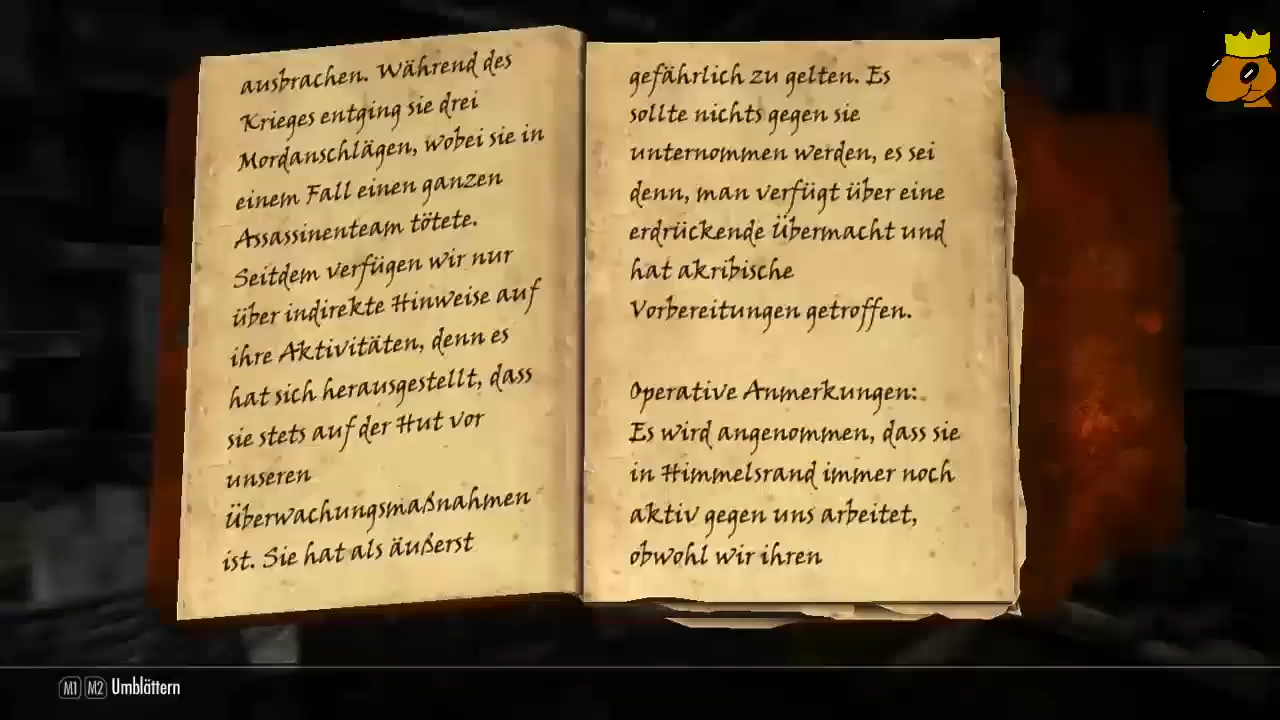 ausbrachen. Während des
Krieges entging sie drei
Mordanschlägen, wobei sie in
einem Fall einen ganzen
Assassinenteam tötete.
Seitdem verfügen wir nur
über indirekte Hinweise auf
ihre Aktivitäten, denn es
hat sich herausgestellt, dass
sie stets auf der Hut vor
unseren
Überwachungsmaßnahmen
ist. Sie hat als äußerst
gefährlich zu gelten. Es
sollte nichts gegen sie
unternommen werden, es sei
denn, man verfügt über eine
erdrückende Übermacht und
hat akribische
Vorbereitungen getroffen.
Operative Anmerkungen:
Es wird angenommen, dass sie
in Himmelsrand immer noch
aktiv gegen uns arbeitet,
obwohl wir ihren
M1 M2 Umblättern